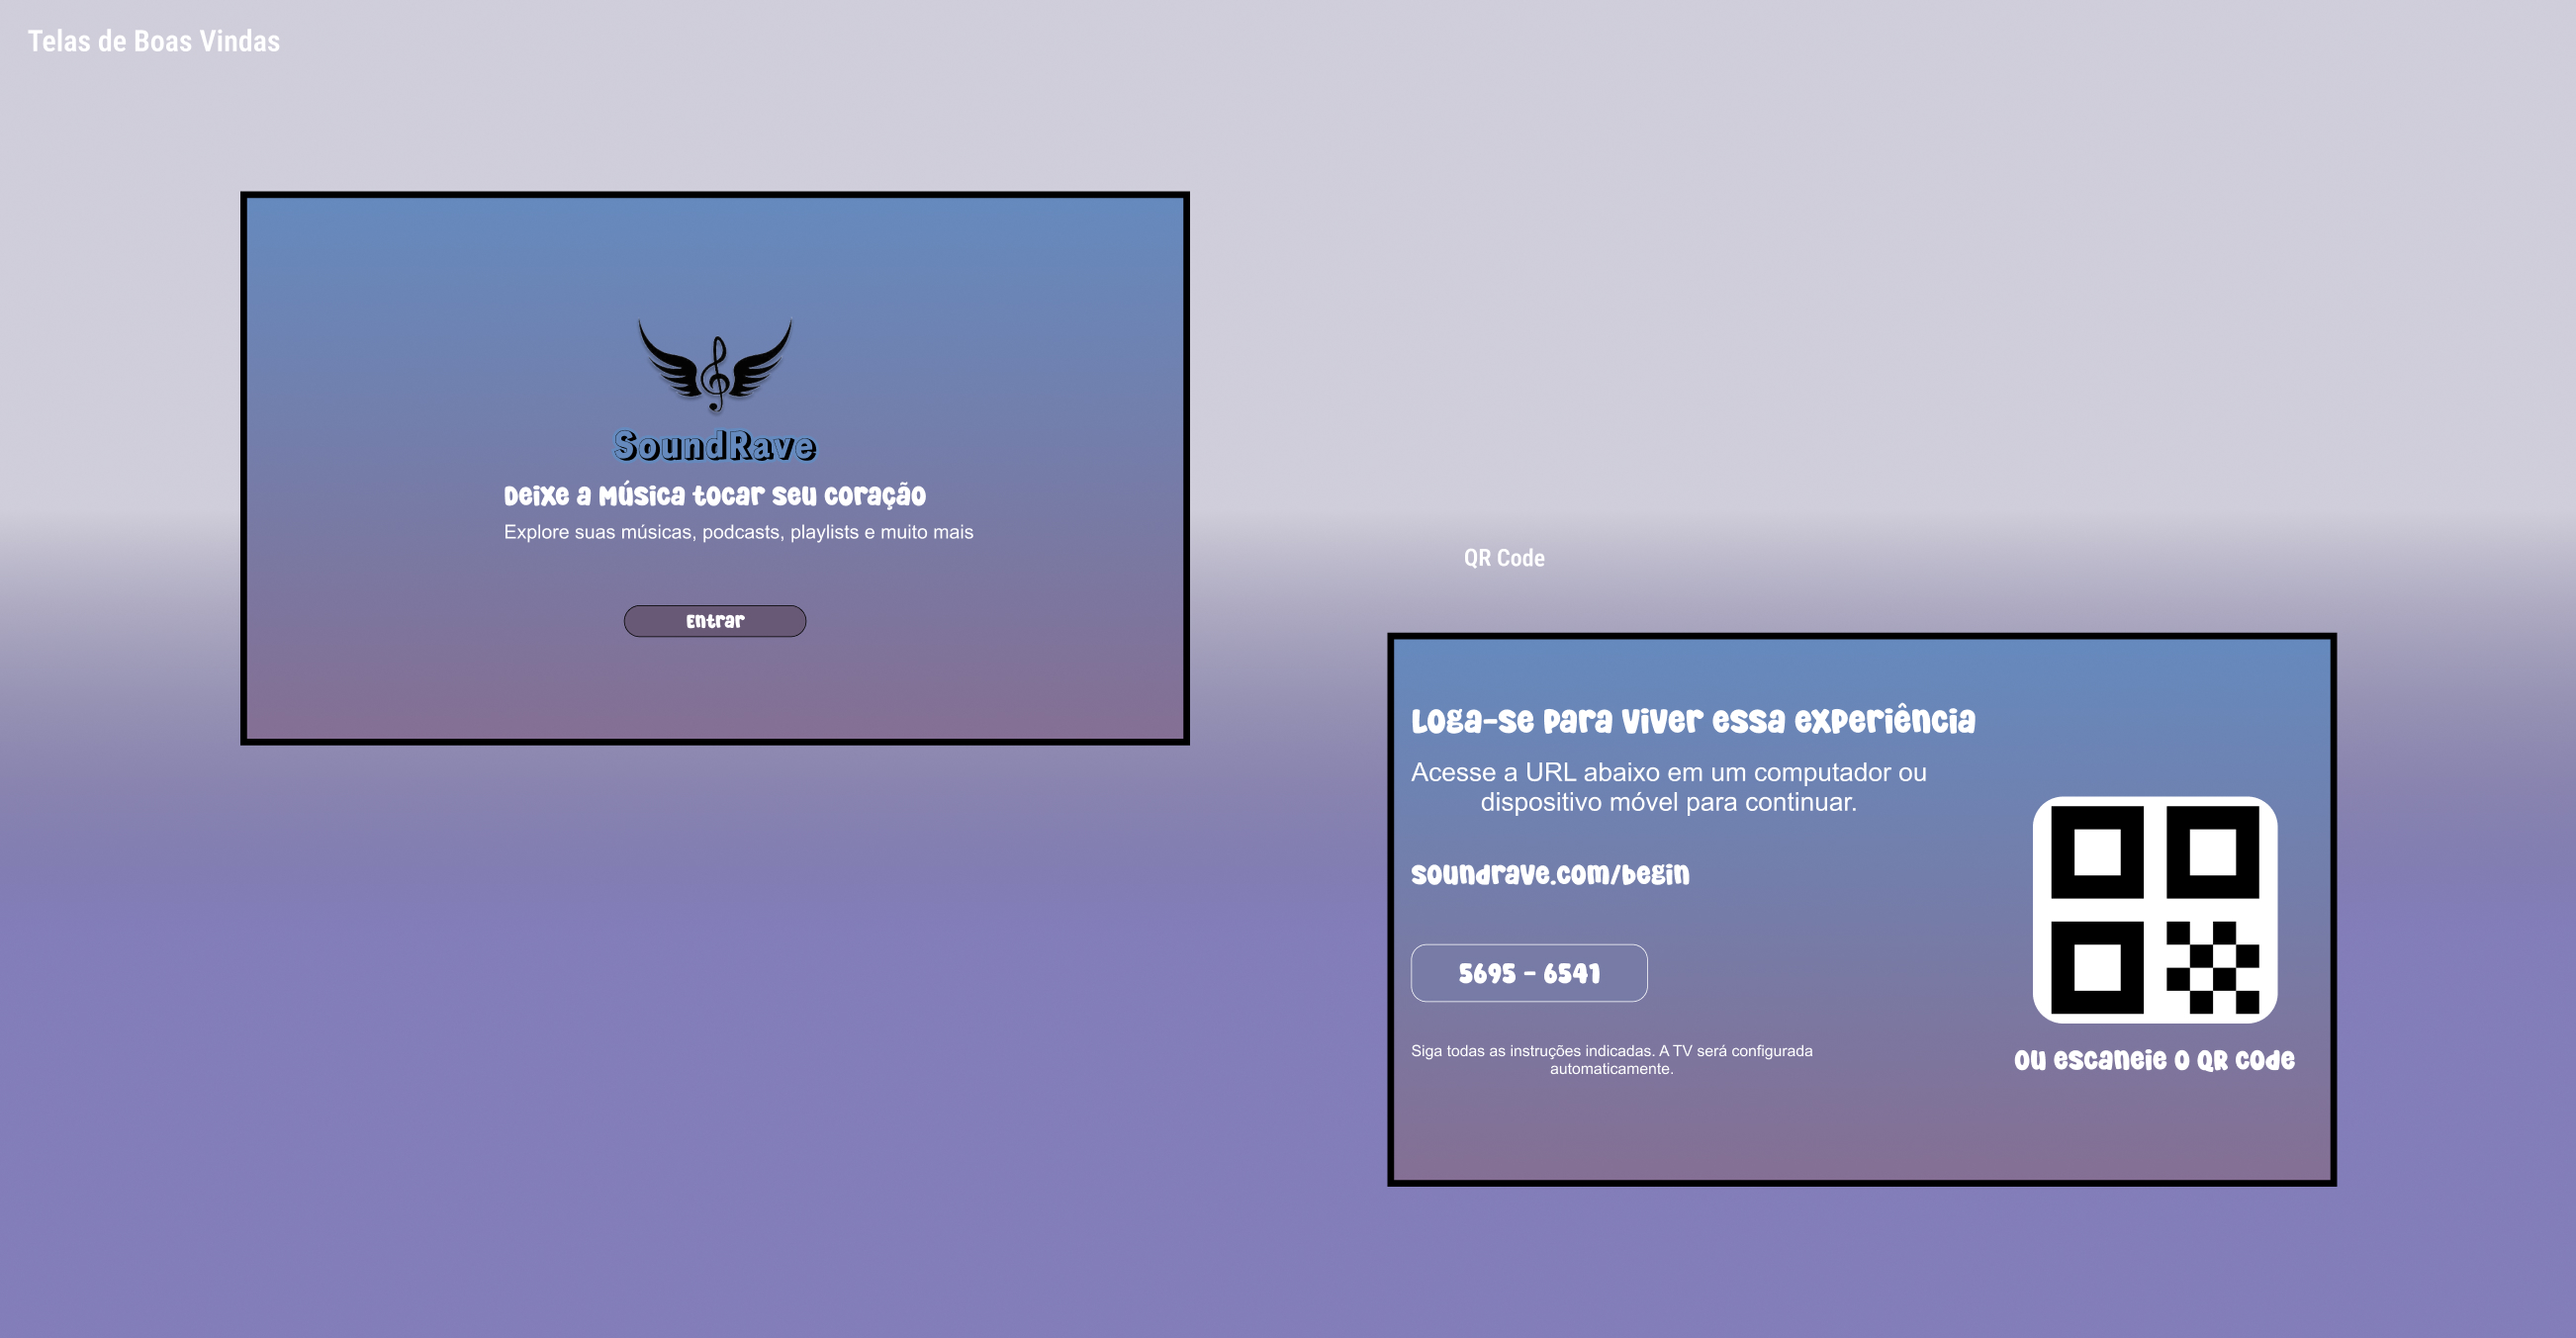 Telas de Boas Vindas
SoundRave
Deixe a Música tocar seu coração
Explore suas músicas, podcasts, playlists e muito mais
Entrar
QR Code
Loga-se para viver essa experiência
Acesse a URL abaixo em um computador ou
dispositivo móvel para continuar.
soundrave.com/begin
5695 - 6541
Siga todas as instruções indicadas. A TV será configurada
automaticamente.
ou escaneie o QR code